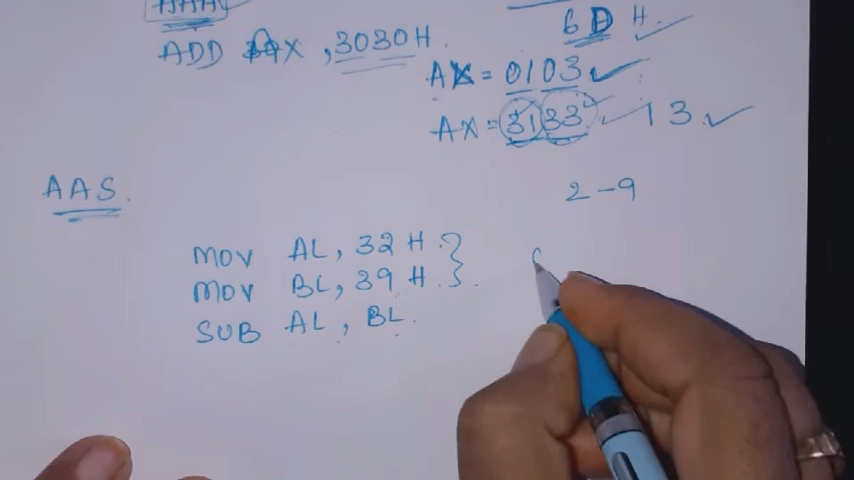 6D H.
ADD AX, 3030H.
AX = 0103
AX = 3133 13
AAS.
2-9
MOV AL, 32 H.
MOV BL, 39 H.
SUB AL, BL.